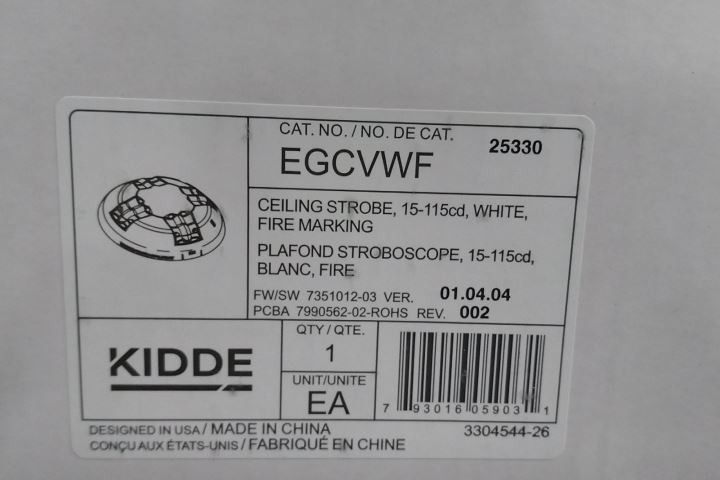 CAT. NO. / NO. DE CAT. 25330
EGCVWF
CEILING STROBE, 15-115cd, WHITE,
FIRE MARKING
PLAFOND STROBOSCOPE, 15-115cd,
BLANC, FIRE
FW/SW 7351012-03 VER. 01.04.04
PCBA 7990562-02-ROHS REV. 002
KIDDE
QTY / QTE.
1
UNIT/UNITE
EA
7 93016 05903 1
DESIGNED IN USA / MADE IN CHINA 3304544-26
CONÇU AUX ÉTATS-UNIS / FABRIQUÉ EN CHINE